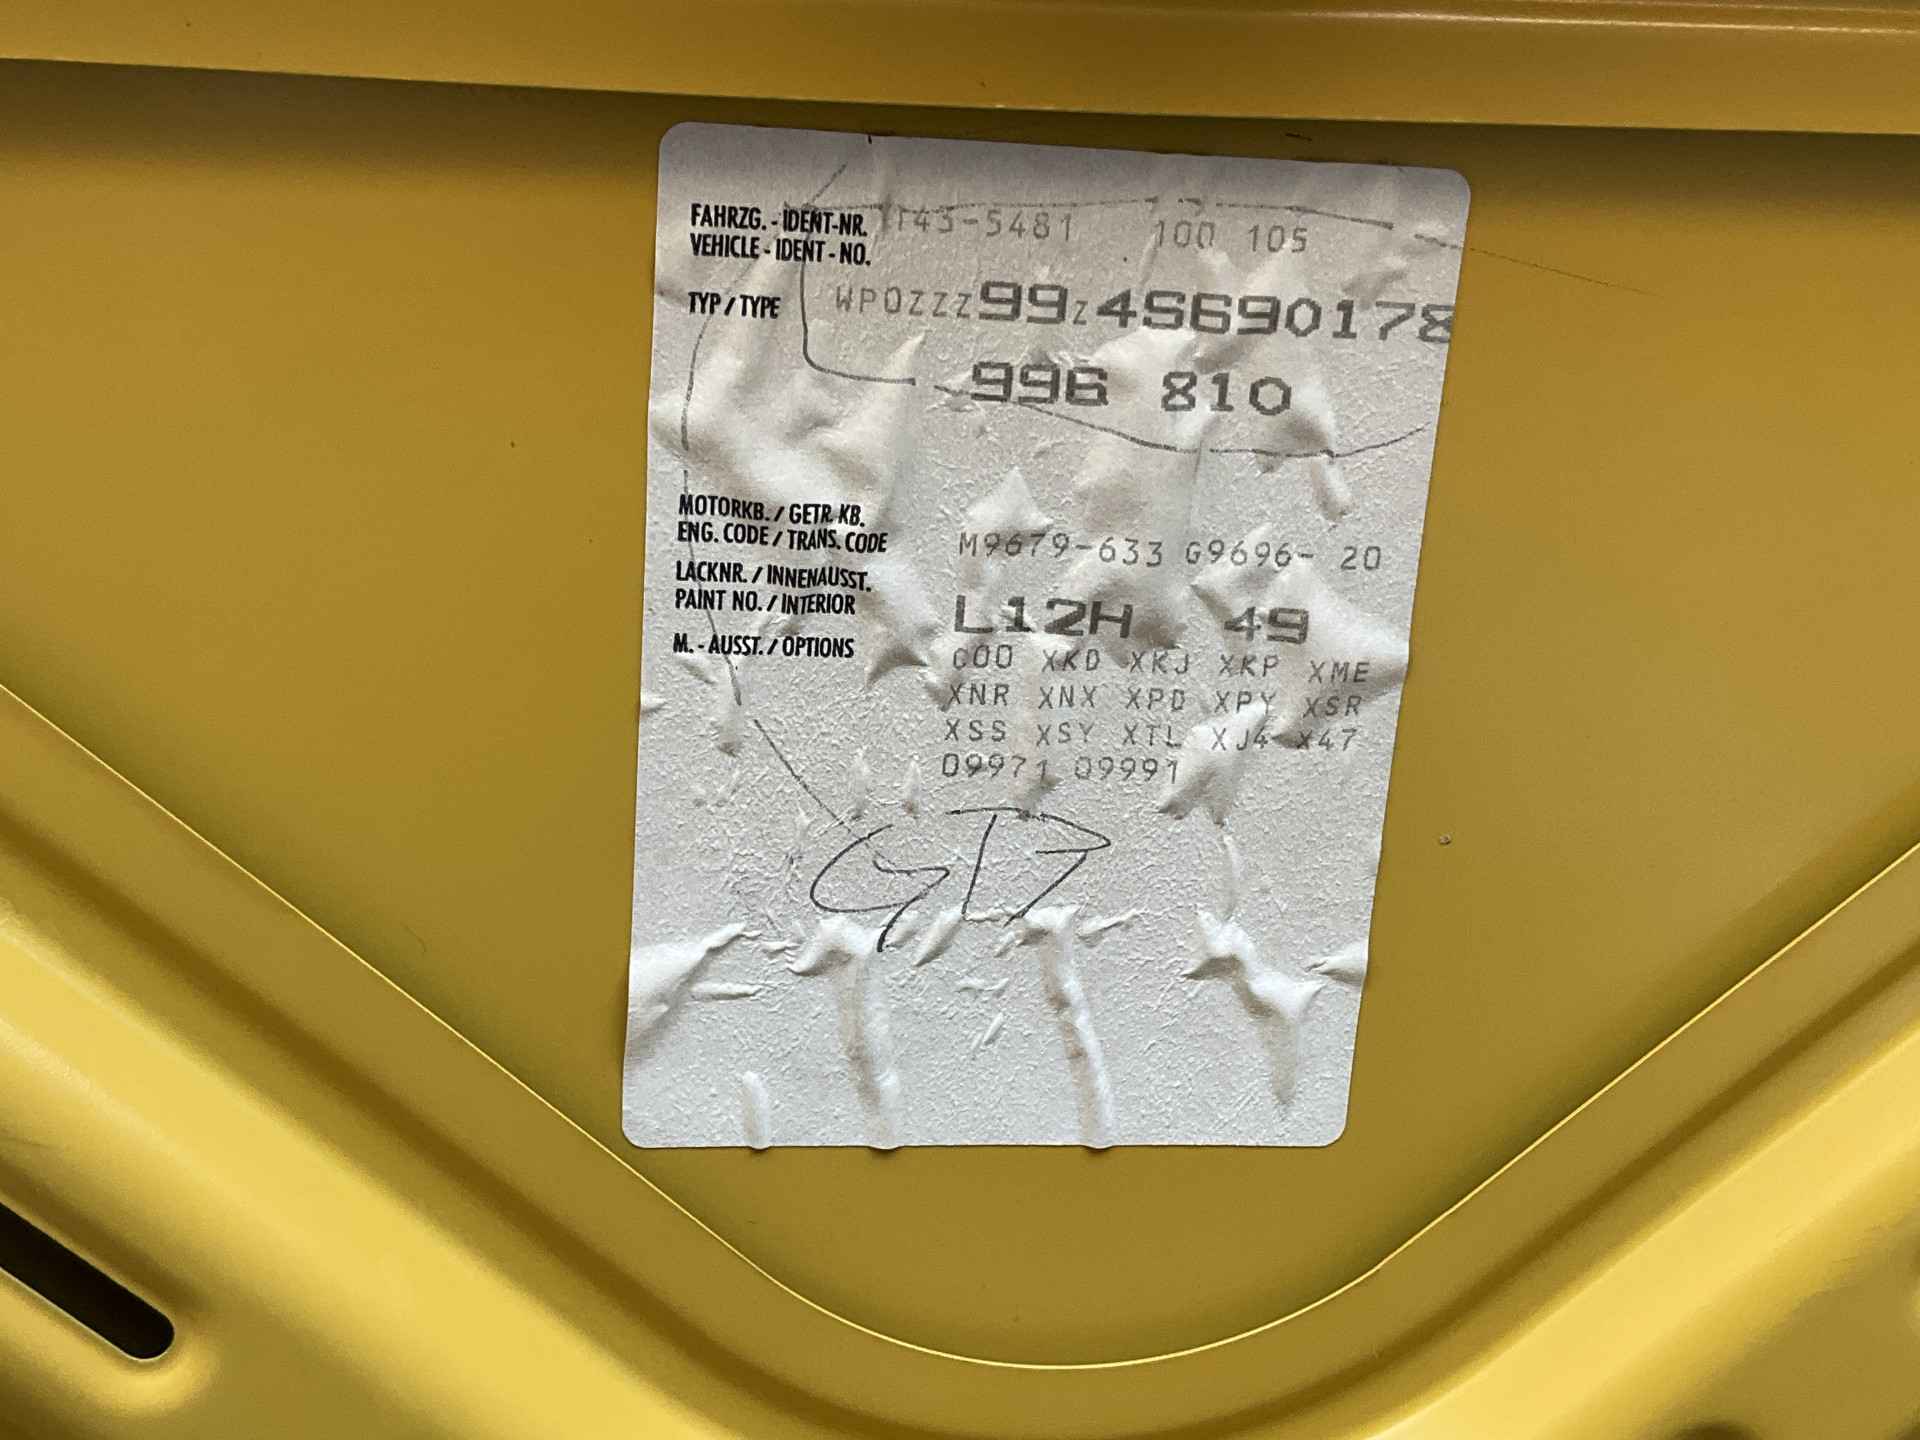 FAHRZG. - IDENT-NR. YT43-5481 100 105
VEHICLE - IDENT - NO.
TYP / TYPE WP0ZZZ99Z4S690178
996 810
MOTORKB. / GETR. KB.
ENG. CODE / TRANS. CODE M9679-633 G9696- 20
LACKNR. / INNENAUSST.
PAINT NO. / INTERIOR L12H 49
M. - AUSST. / OPTIONS C00 XKD XKJ XKP XME
XNR XNX XPD XPY XSR
XSS XSY XTL XJ4 X47
09971 09991